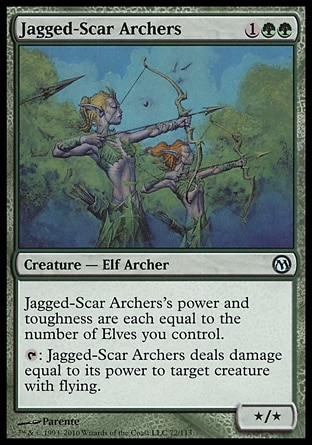 Jagged-Scar Archers 1
Creature — Elf Archer
Jagged-Scar Archers's power and
toughness are each equal to the
number of Elves you control.
: Jagged-Scar Archers deals damage
equal to its power to target creature
with flying.
Parente
™ & © 1993-2010 Wizards of the Coast LLC 72/113
*/*